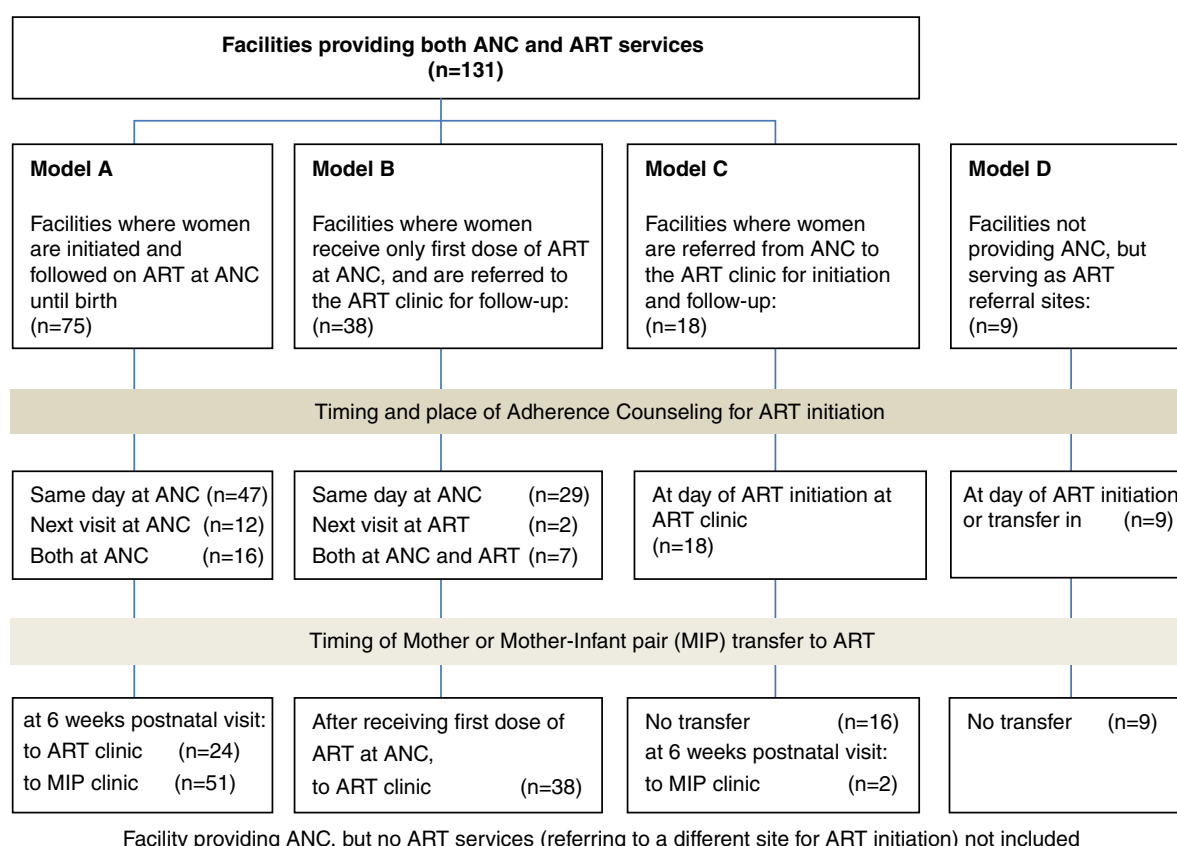 Facilities providing both ANC and ART services
(n=131)
Model A
Facilities where women
are initiated and
followed on ART at ANC
until birth
(n=75)
Model B
Facilities where women
receive only first dose of ART
at ANC, and are referred to
the ART clinic for follow-up:
(n=38)
Model C
Facilities where women
are referred from ANC to
the ART clinic for initiation
and follow-up:
(n=18)
Model D
Facilities not
providing ANC, but
serving as ART
referral sites:
(n=9)
Timing and place of Adherence Counseling for ART initiation
Same day at ANC (n=47)
Next visit at ANC (n=12)
Both at ANC (n=16)
Same day at ANC (n=29)
Next visit at ART (n=2)
Both at ANC and ART (n=7)
At day of ART initiation at
ART clinic
(n=18)
At day of ART initiation
or transfer in (n=9)
Timing of Mother or Mother-Infant pair (MIP) transfer to ART
at 6 weeks postnatal visit:
to ART clinic (n=24)
to MIP clinic (n=51)
After receiving first dose of
ART at ANC,
to ART clinic (n=38)
No transfer (n=16)
at 6 weeks postnatal visit:
to MIP clinic (n=2)
No transfer (n=9)
Facility providing ANC, but no ART services (referring to a different site for ART initiation) not included